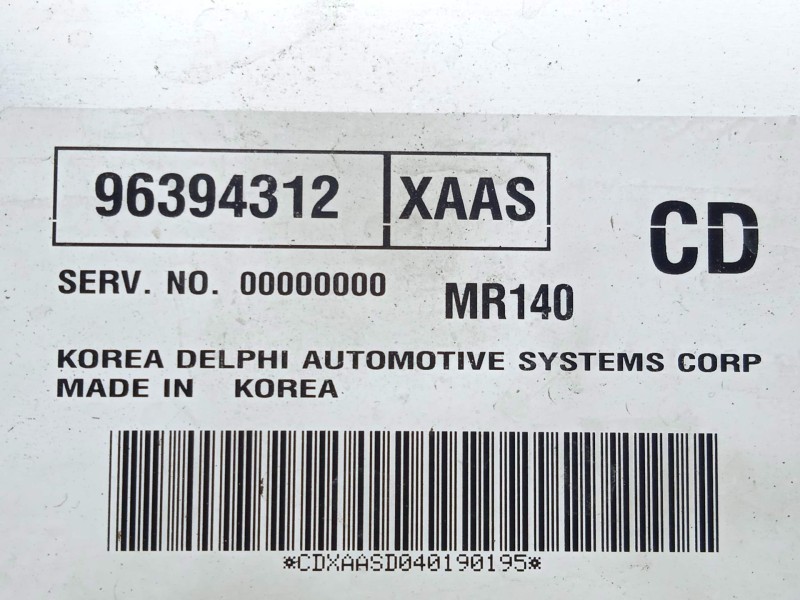 96394312 XAAS
CD
SERV. NO. 00000000 MR140
KOREA DELPHI AUTOMOTIVE SYSTEMS CORP
MADE IN KOREA
*CDXAASD040190195*